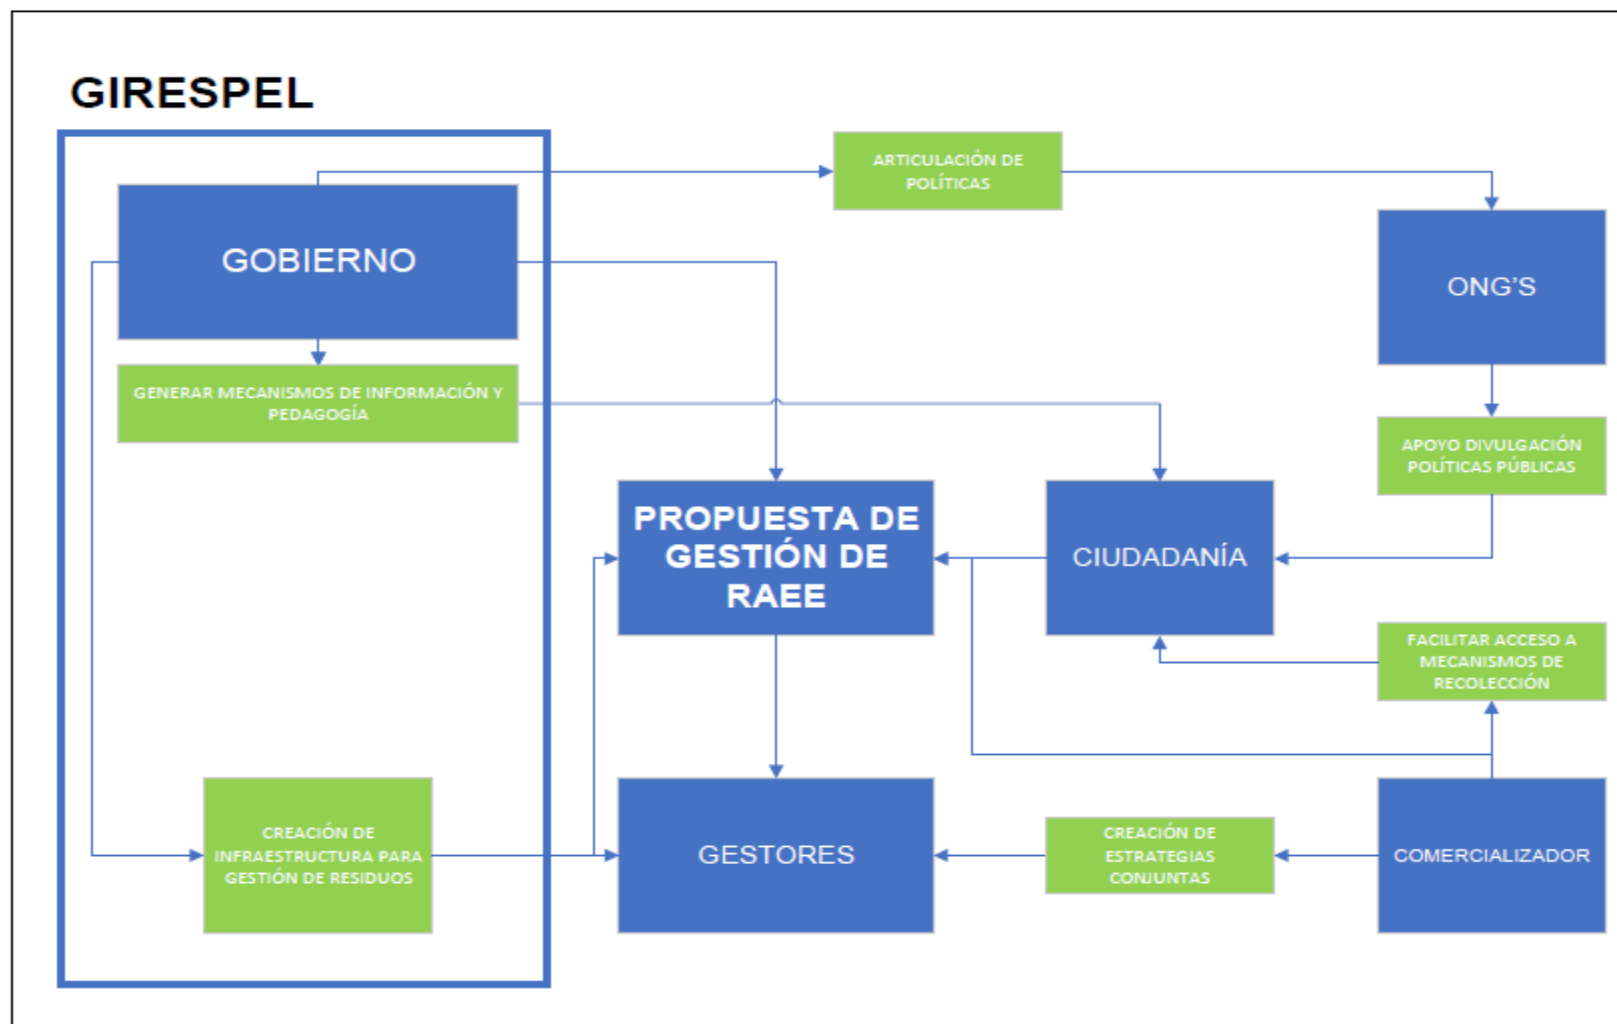 GIRESPEL
ARTICULACIÓN DE
POLÍTICAS
GOBIERNO
ONG'S
GENERAR MECANISMOS DE INFORMACIÓN Y
PEDAGOGÍA
APOYO DIVULGACIÓN
POLÍTICAS PÚBLICAS
PROPUESTA DE
GESTIÓN DE
RAEE
CIUDADANÍA
FACILITAR ACCESO A
MECANISMOS DE
RECOLECCIÓN
CREACIÓN DE
INFRAESTRUCTURA PARA
GESTIÓN DE RESIDUOS
GESTORES
CREACIÓN DE
ESTRATEGIAS
CONJUNTAS
COMERCIALIZADOR